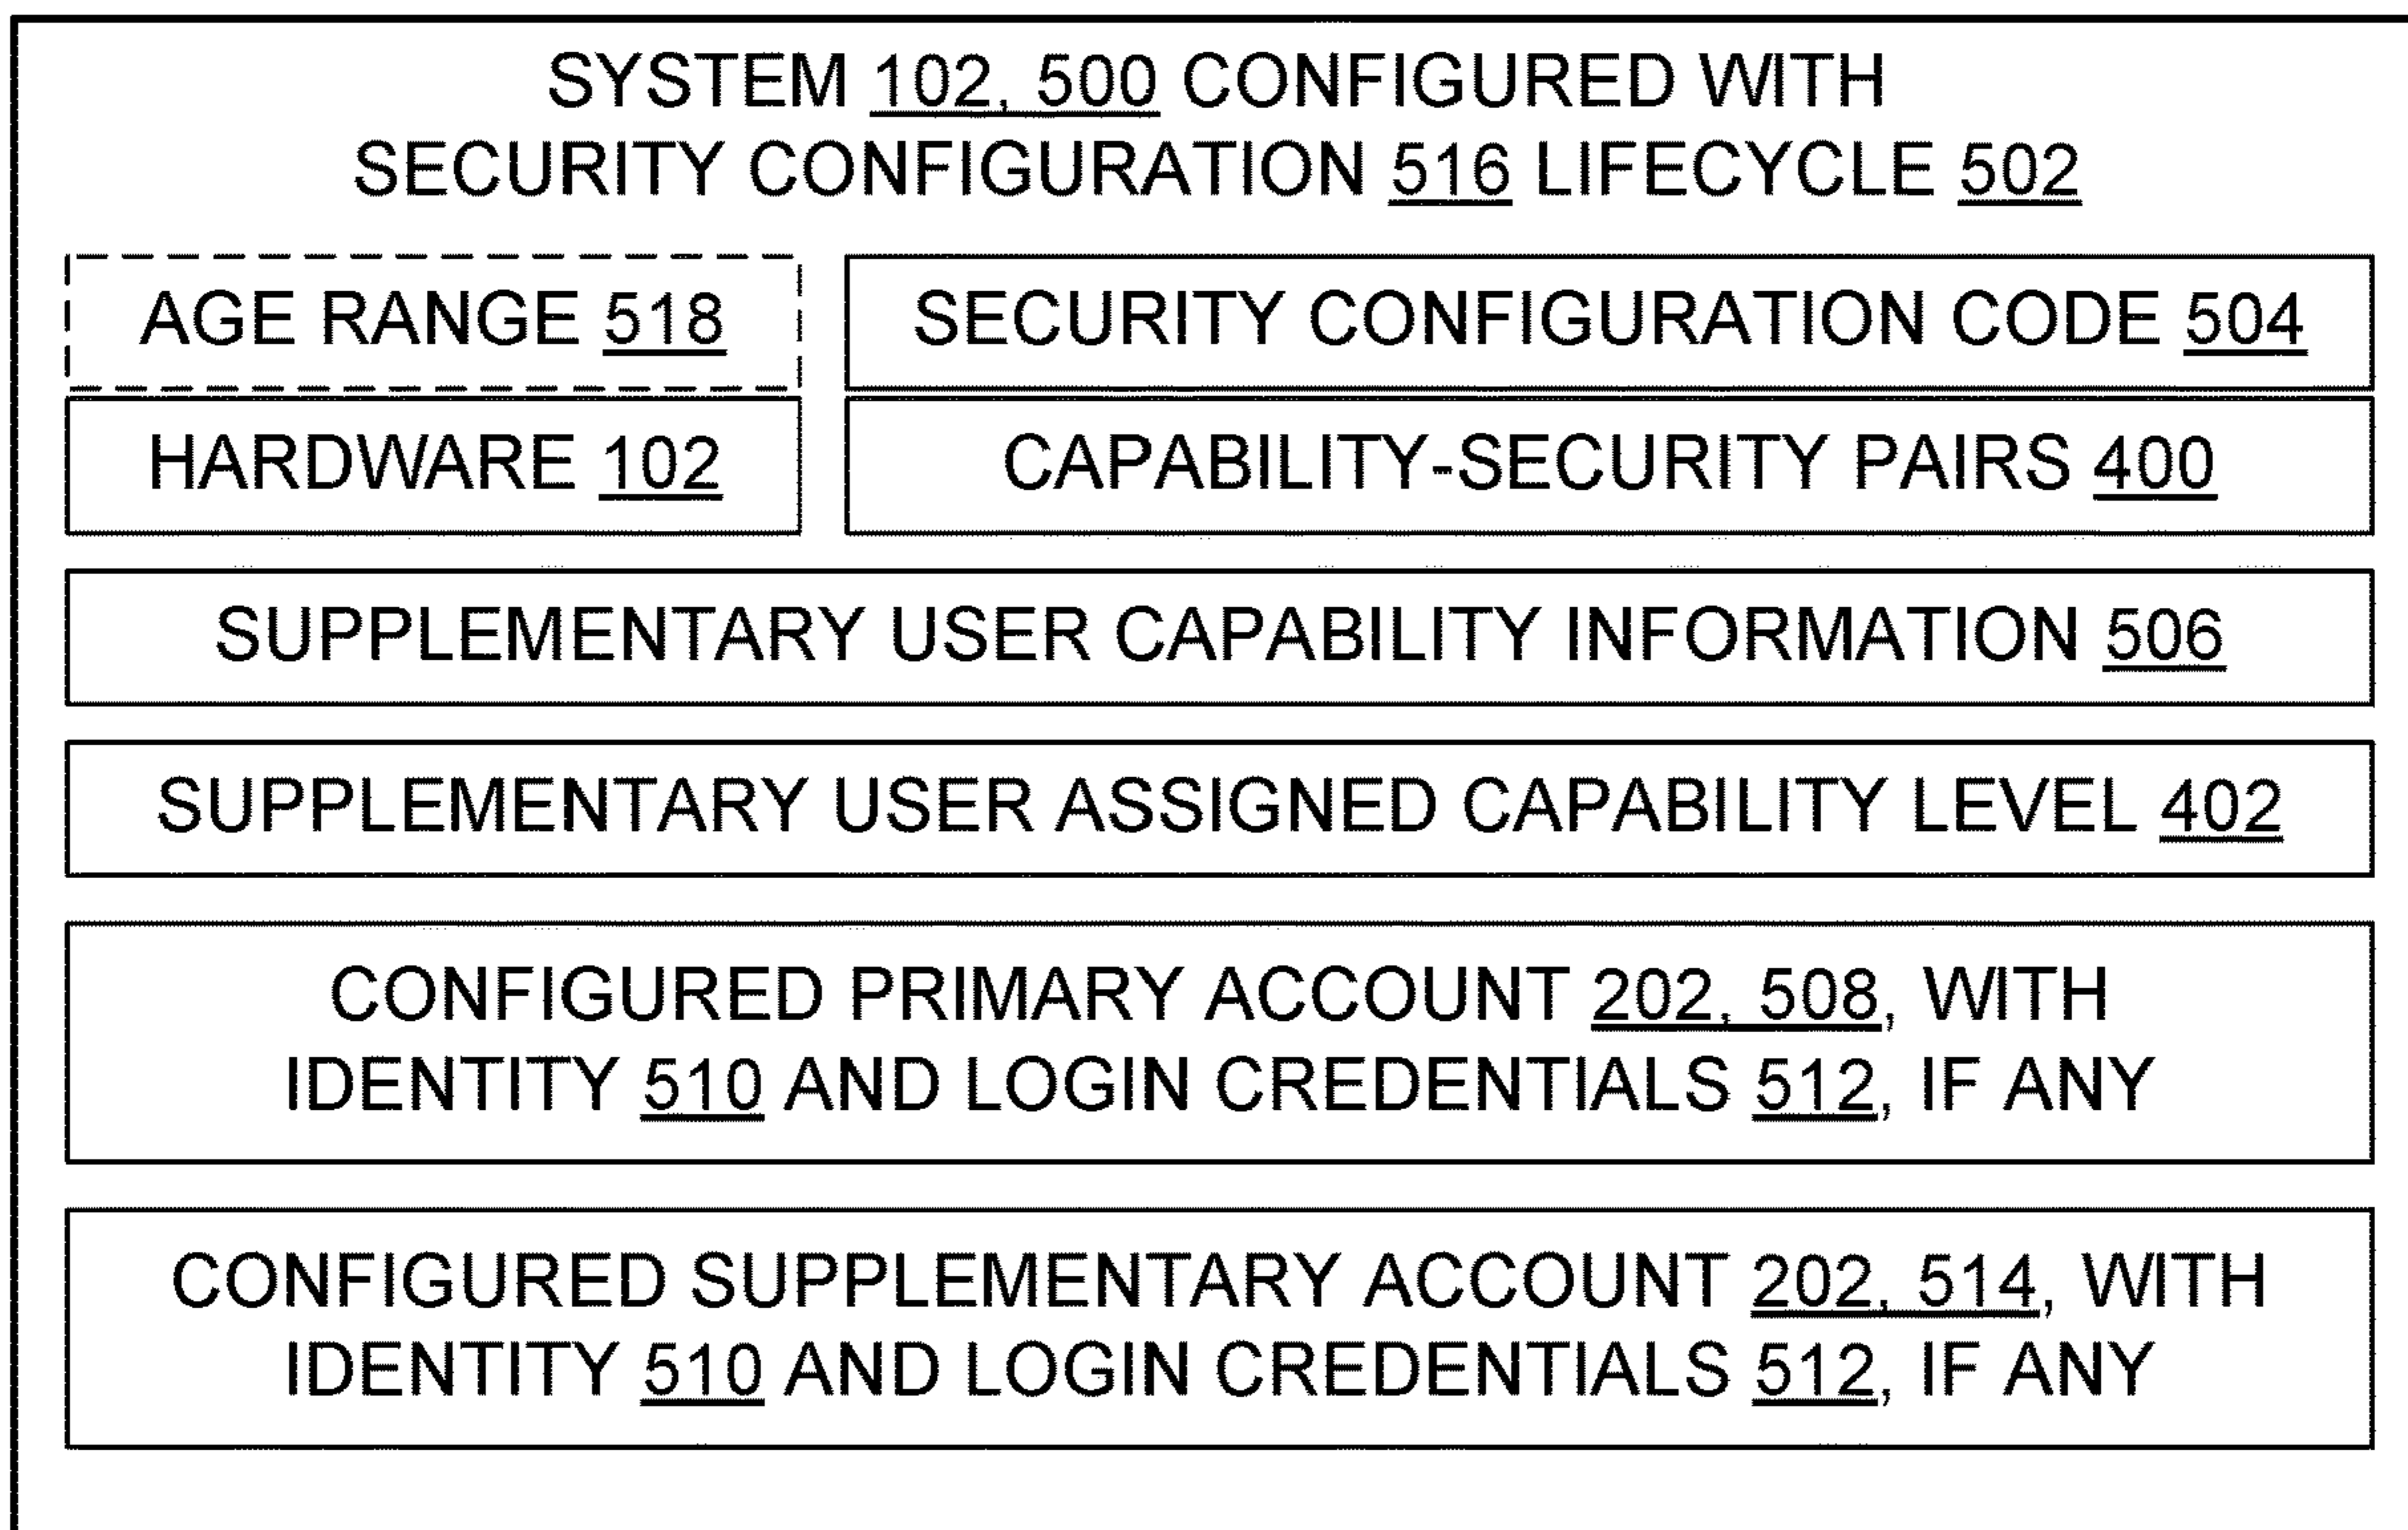 SYSTEM 102, 500 CONFIGURED WITH
SECURITY CONFIGURATION 516 LIFECYCLE 502
AGE RANGE 518
SECURITY CONFIGURATION CODE 504
HARDWARE 102
CAPABILITY-SECURITY PAIRS 400
SUPPLEMENTARY USER CAPABILITY INFORMATION 506
SUPPLEMENTARY USER ASSIGNED CAPABILITY LEVEL 402
CONFIGURED PRIMARY ACCOUNT 202, 508, WITH
IDENTITY 510 AND LOGIN CREDENTIALS 512, IF ANY
CONFIGURED SUPPLEMENTARY ACCOUNT 202, 514, WITH
IDENTITY 510 AND LOGIN CREDENTIALS 512, IF ANY